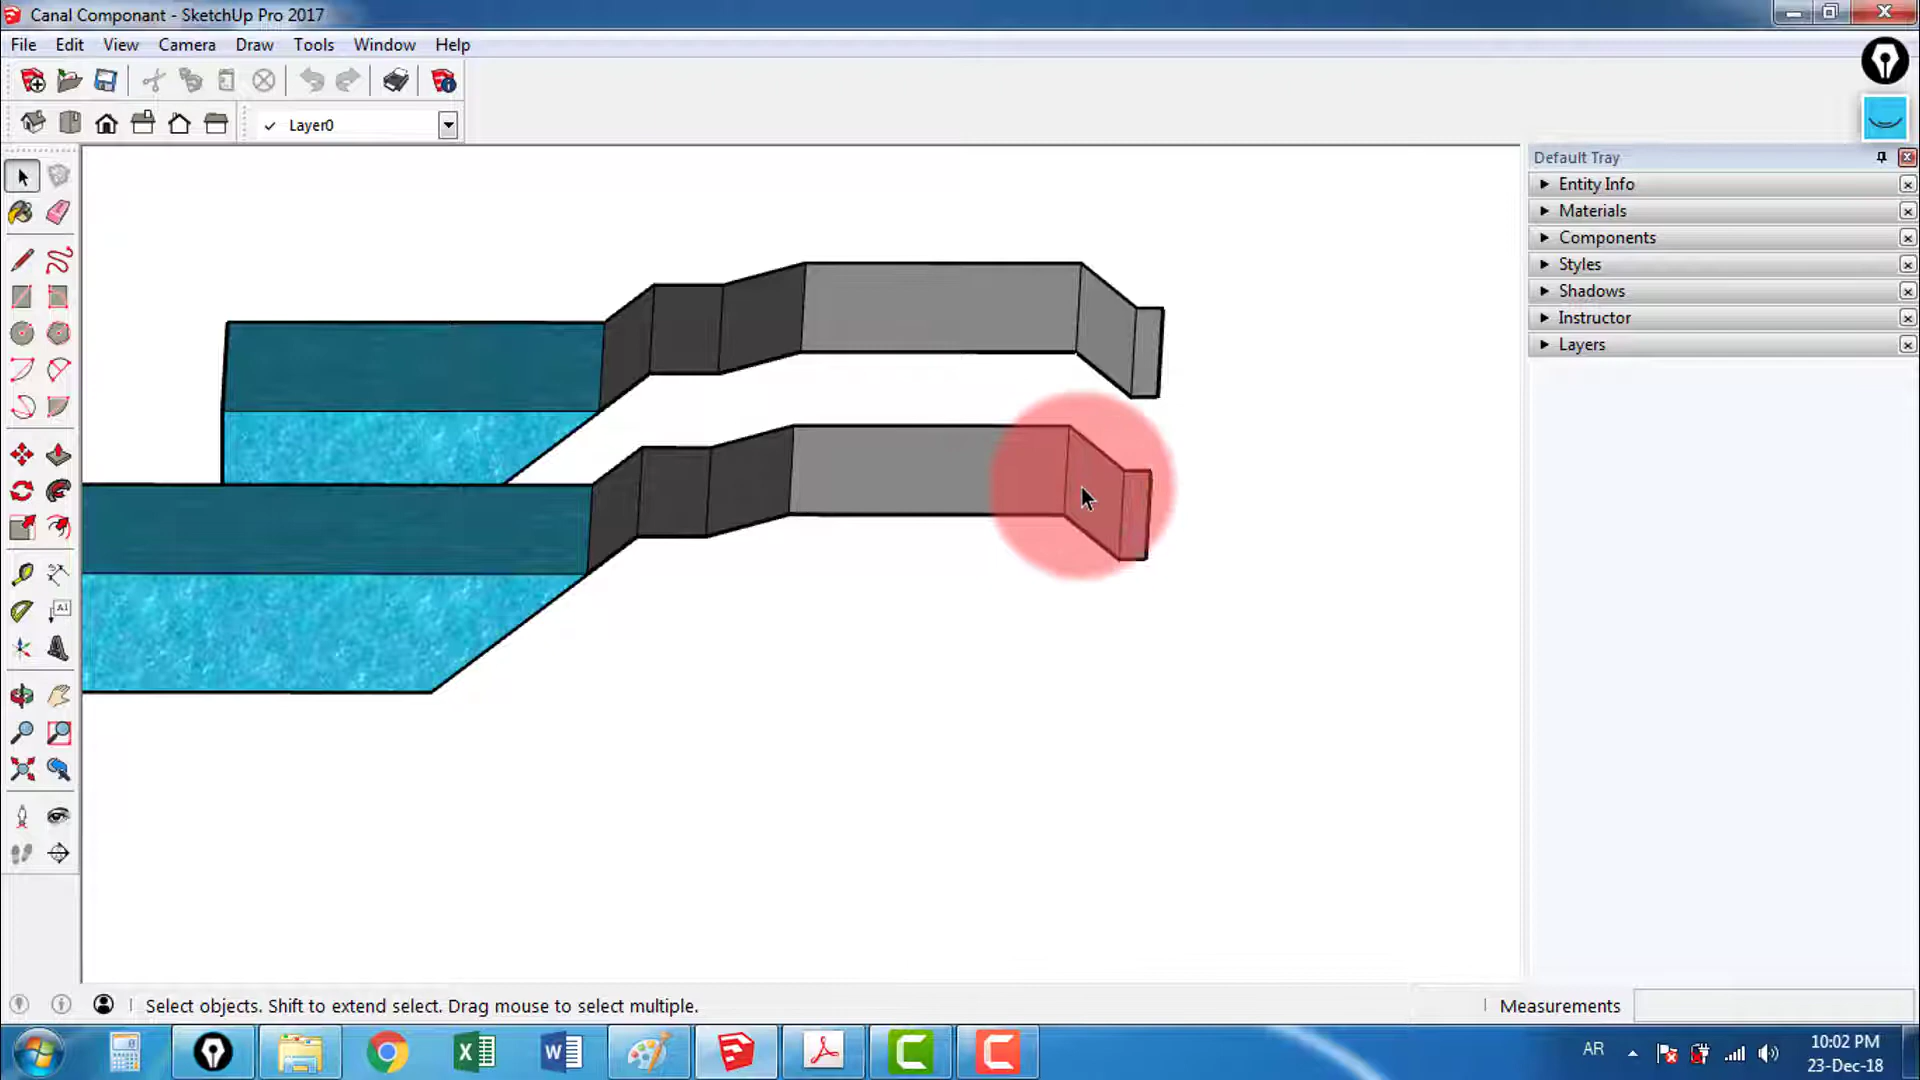 Canal Componant - SketchUp Pro 2017
File Edit View Camera Draw Tools Window Help
Layer0
Default Tray
Entity Info
Materials
Components
Styles
Shadows
Instructor
Layers
A1
Select objects. Shift to extend select. Drag mouse to select multiple.
Measurements
AR
10:02 PM
23-Dec-18